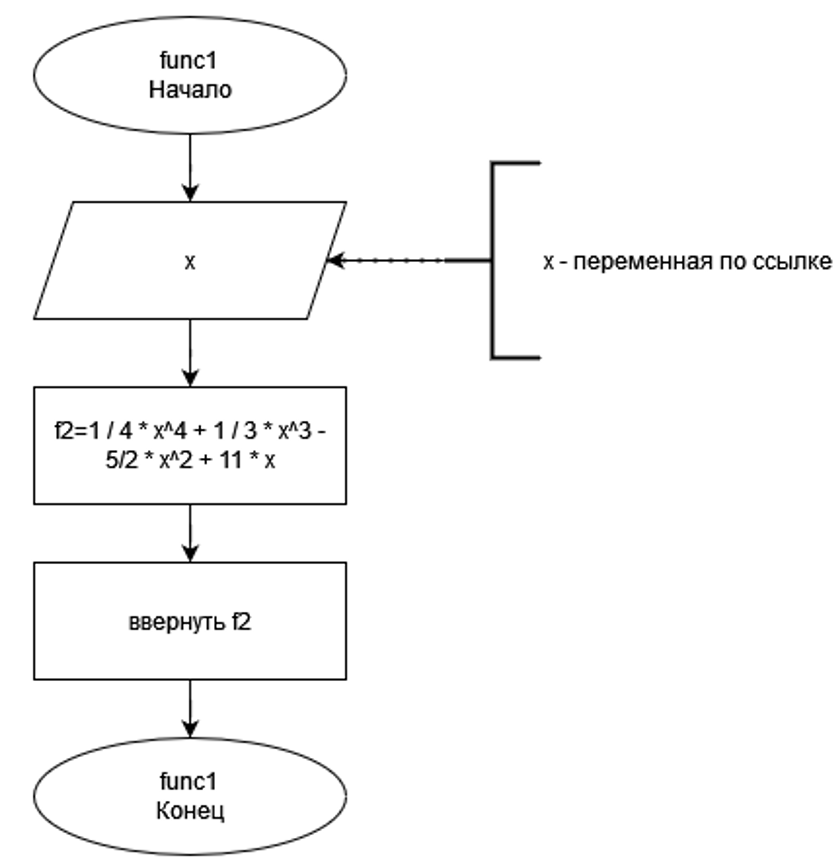 func1
Начало
x
x - переменная по ссылке
f2=1 / 4 * x^4 + 1 / 3 * x^3 -
5/2 * x^2 + 11 * x
ввернуть f2
func1
Конец